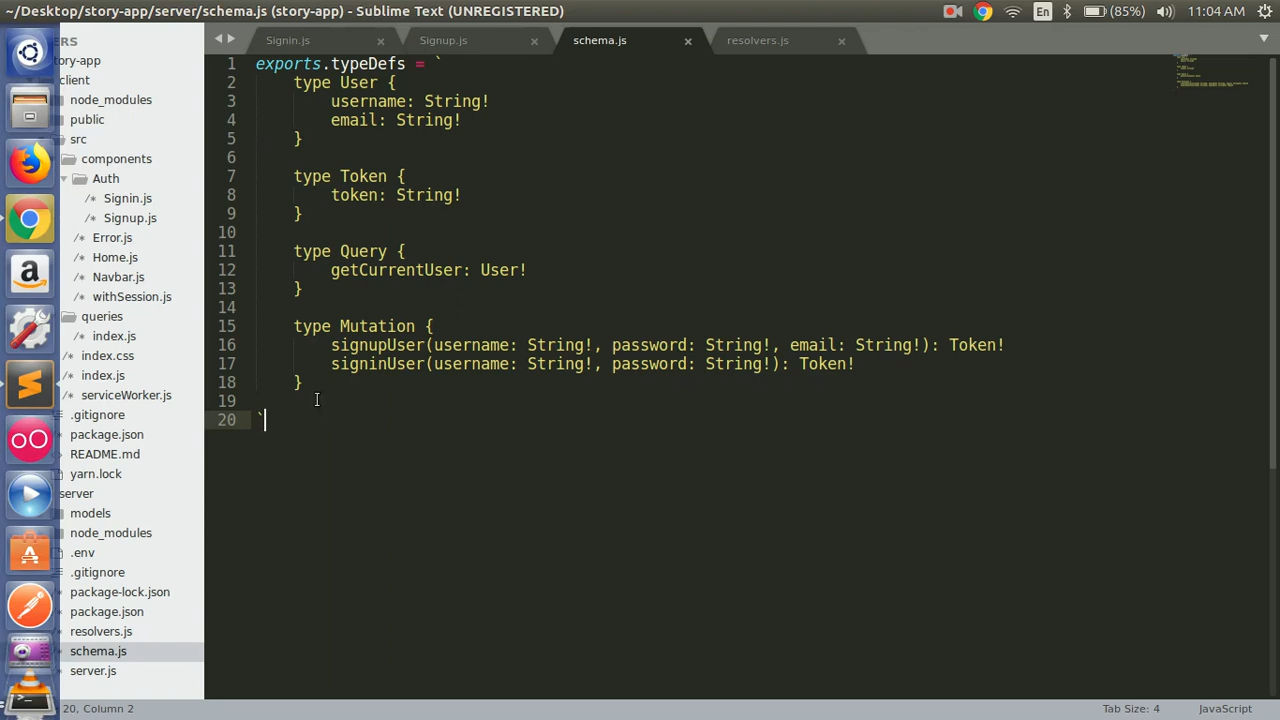 ~/Desktop/story-app/server/schema.js (story-app) - Sublime Text (UNREGISTERED)
En
(85%)
11:04 AM
ERS
tory-app
client
node_modules
public
src
components
Auth
Signin.js
Signup.js
Error.js
Home.js
Navbar.js
withSession.js
queries
index.js
index.css
index.js
serviceWorker.js
.gitignore
package.json
README.md
yarn.lock
server
models
node_modules
.env
.gitignore
package-lock.json
package.json
resolvers.js
schema.js
server.js
Signin.js
Signup.js
schema.js
resolvers.js
1 exports.typeDefs = `
2 type User {
3 username: String!
4 email: String!
5 }
6
7 type Token {
8 token: String!
9 }
10
11 type Query {
12 getCurrentUser: User!
13 }
14
15 type Mutation {
16 signupUser(username: String!, password: String!, email: String!): Token!
17 signinUser(username: String!, password: String!): Token!
18 }
19
20 `
20, Column 2
Tab Size: 4
JavaScript